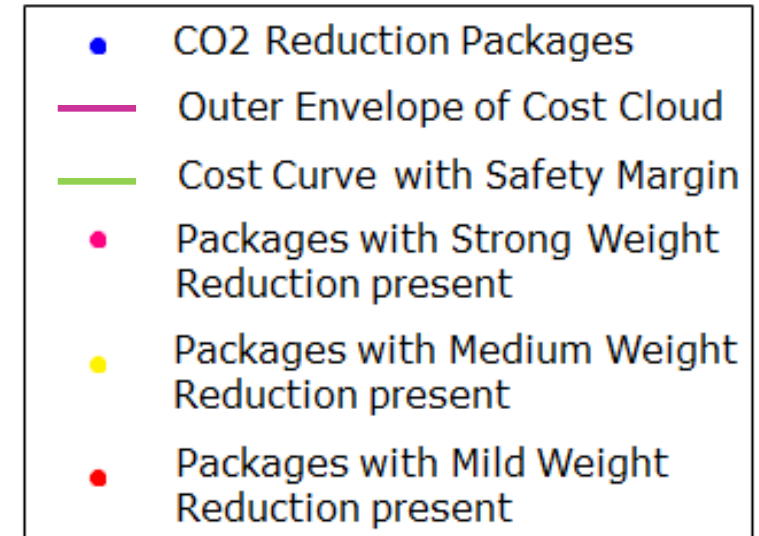 CO2 Reduction Packages
Outer Envelope of Cost Cloud
Cost Curve with Safety Margin
Packages with Strong Weight
Reduction present
Packages with Medium Weight
Reduction present
Packages with Mild Weight
Reduction present